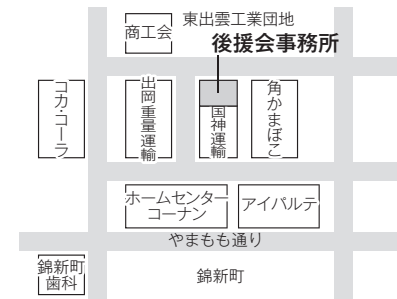 東出雲工業団地
商工会
後援会事務所
コカ・コーラ
出岡重量運輸
国神運輸
角かまぼこ
ホームセンター
コーナン
アイパルテ
やまもも通り
錦新町
歯科
錦新町